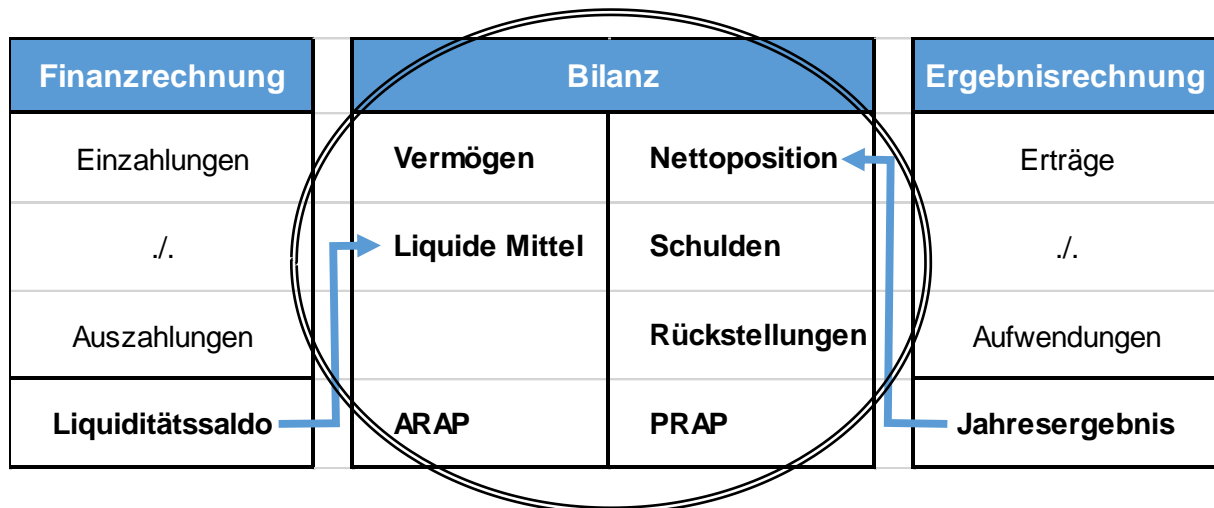 Finanzrechnung
Bilanz
Ergebnisrechnung
Einzahlungen
Vermögen
Nettoposition
Erträge
./.
Liquide Mittel
Schulden
./.
Auszahlungen
Rückstellungen
Aufwendungen
Liquiditätssaldo
ARAP
PRAP
Jahresergebnis